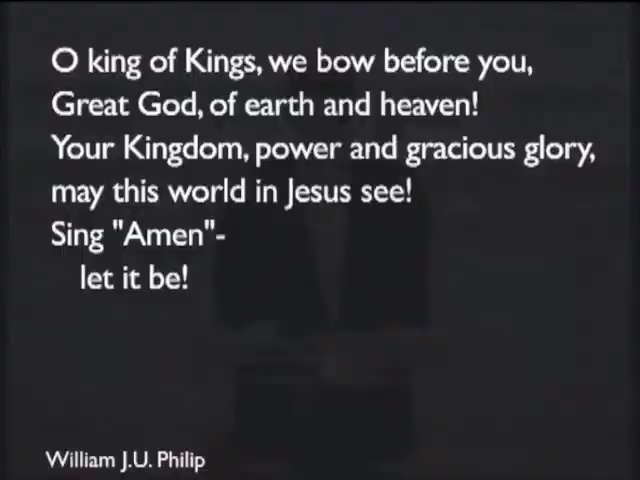 O king of Kings, we bow before you,
Great God, of earth and heaven!
Your Kingdom, power and gracious glory,
may this world in Jesus see!
Sing "Amen"-
let it be!
William J.U. Philip